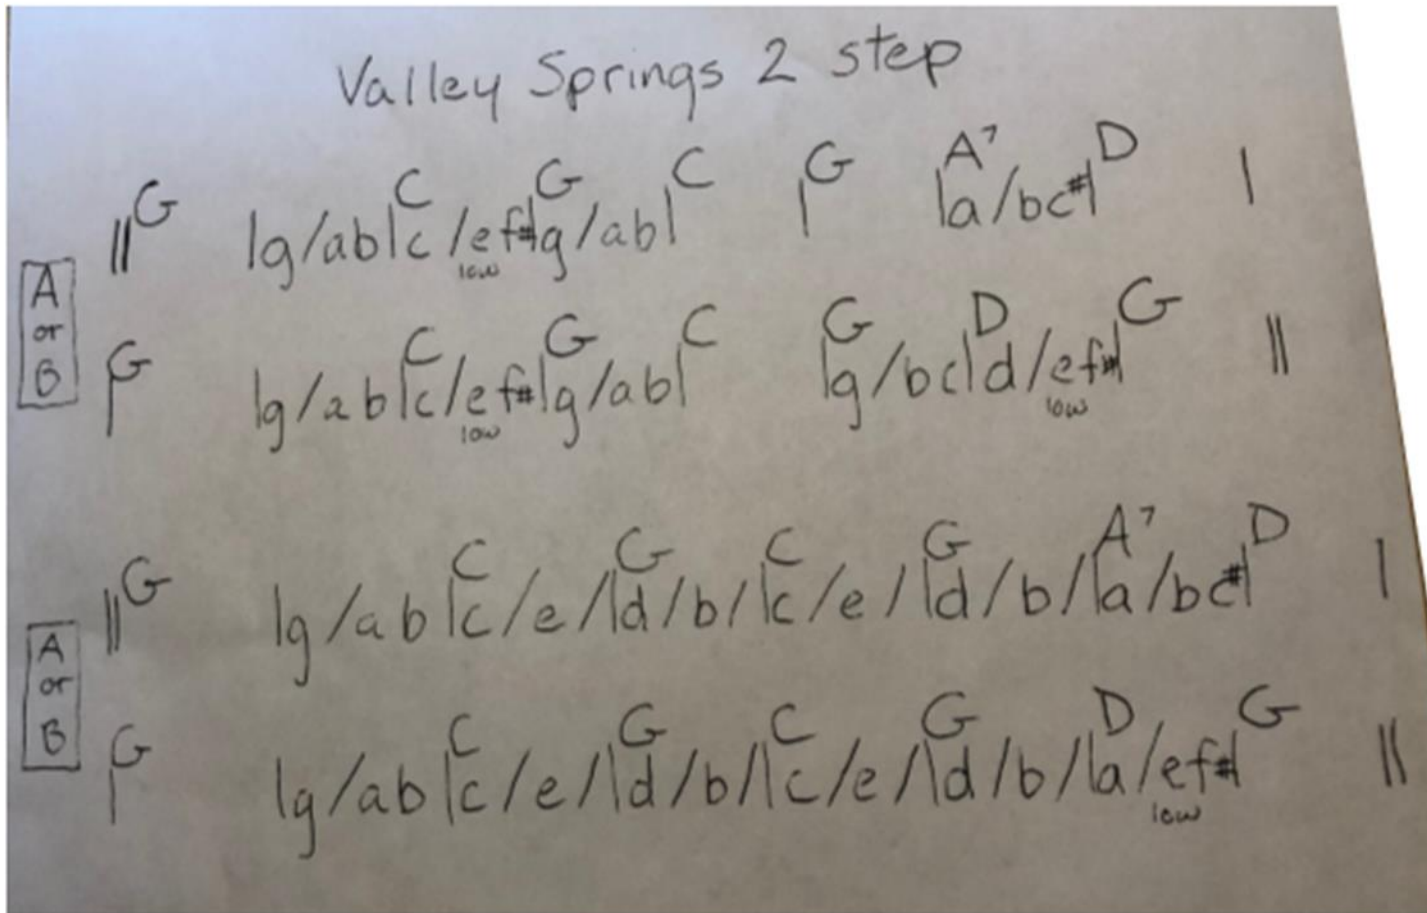 Valley Springs 2 step
G C G C G A7 D
A || |g/ab|c/ef#|g/ab| | |a/bc#| |
low
or
G C G C G D G
B | |g/ab|c/ef#|g/ab| |g/bc|d/ef#| ||
low low
G C G C G A7 D
|| |g/ab|c/e/|d/b/|c/e/|d/b/|a/bc#| |
A
or
G C G C G D G
B | |g/ab|c/e/|d/b/|c/e/|d/b/|a/ef#| ||
low